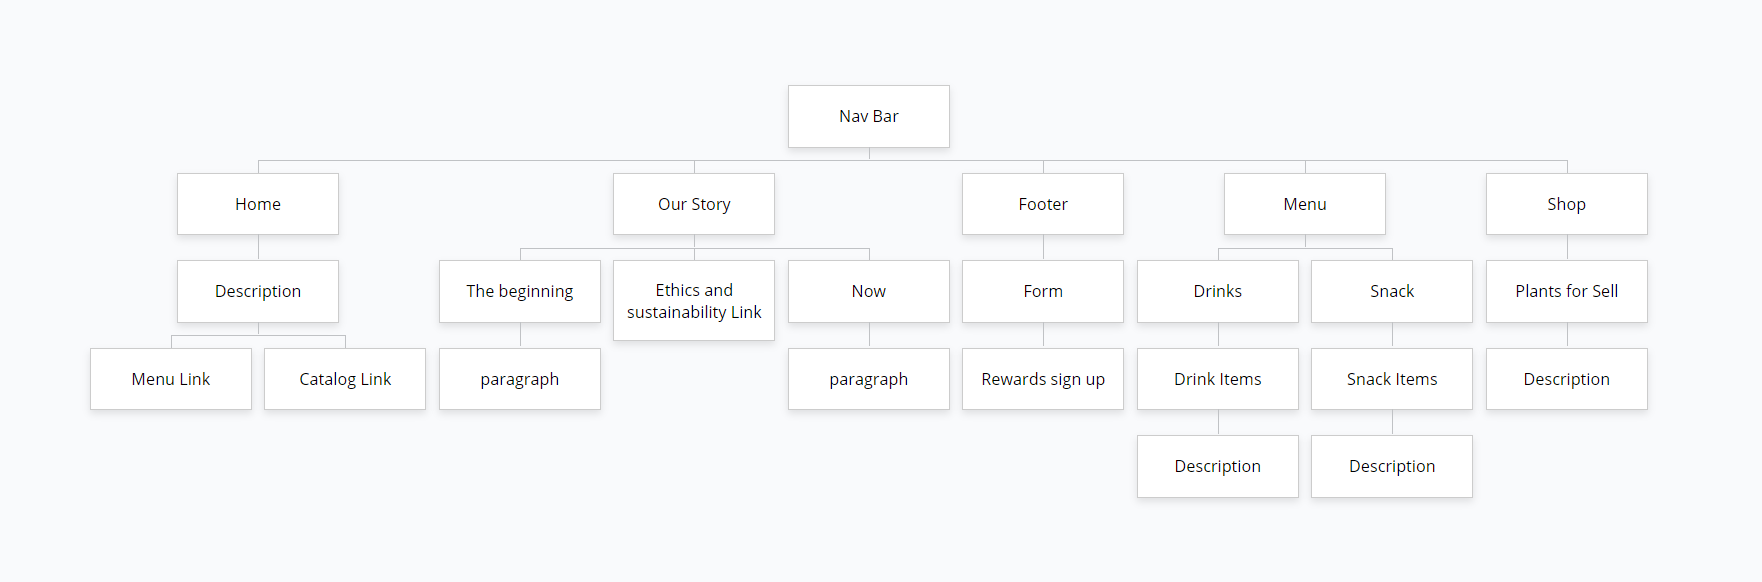 Nav Bar
Home
Our Story
Footer
Menu
Shop
Description
The beginning
Ethics and
sustainability Link
Now
Form
Drinks
Snack
Plants for Sell
Menu Link
Catalog Link
paragraph
paragraph
Rewards sign up
Drink Items
Snack Items
Description
Description
Description